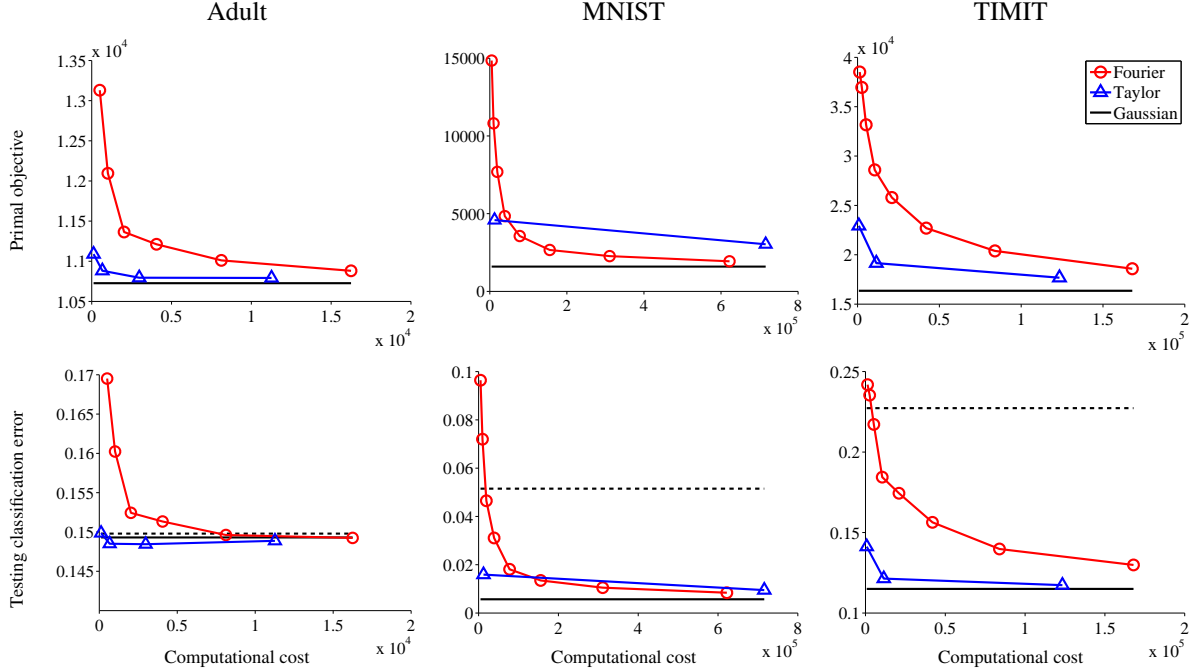 Adult
MNIST
TIMIT
Primal objective
x 10^4
1.35
1.3
1.25
1.2
1.15
1.1
1.05
0 0.5 1 1.5 2
x 10^4
15000
10000
5000
0
0 2 4 6 8
x 10^5
x 10^4
4
3.5
3
2.5
2
1.5
0 0.5 1 1.5 2
x 10^5
Fourier
Taylor
Gaussian
Testing classification error
0.17
0.165
0.16
0.155
0.15
0.145
0 0.5 1 1.5 2
x 10^4
Computational cost
0.1
0.08
0.06
0.04
0.02
0
0 2 4 6 8
x 10^5
Computational cost
0.25
0.2
0.15
0.1
0 0.5 1 1.5 2
x 10^5
Computational cost